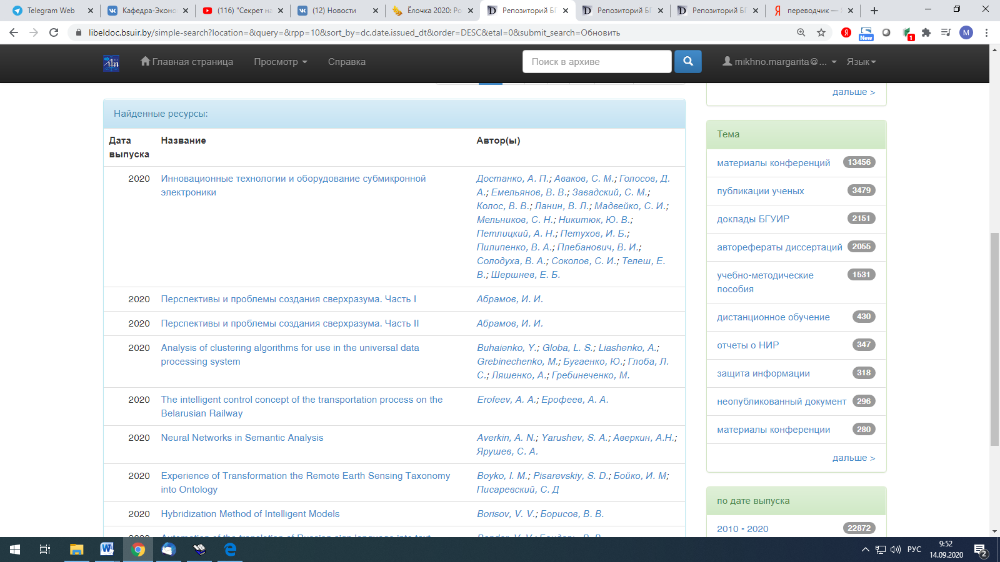 Telegram Web
Кафедра-Эконо
(116) "Секрет на
(12) Новости
Ёлочка 2020: Ро
Репозиторий БГ
Репозиторий БГ
Репозиторий БГ
Я переводчик —
libeldoc.bsuir.by/simple-search?location=&query=&rpp=10&sort_by=dc.date.issued_dt&order=DESC&etal=0&submit_search=Обновить
Я
New
1
M
Главная страница
Просмотр
Справка
Поиск в архиве
mikhno.margarita@...
Язык
дальше >
Найденные ресурсы:
Дата выпуска
Название
Автор(ы)
2020
Инновационные технологии и оборудование субмикронной
электроники
Достанко, А. П.; Аваков, С. М.; Голосов, Д.
А.; Емельянов, В. В.; Завадский, С. М.;
Колос, В. В.; Ланин, В. Л.; Мадвейко, С. И.;
Мельников, С. Н.; Никитюк, Ю. В.;
Петлицкий, А. Н.; Петухов, И. Б.;
Пилипенко, В. А.; Плебанович, В. И.;
Солодуха, В. А.; Соколов, С. И.; Телеш, Е.
В.; Шершнев, Е. Б.
2020
Перспективы и проблемы создания сверхразума. Часть I
Абрамов, И. И.
2020
Перспективы и проблемы создания сверхразума. Часть II
Абрамов, И. И.
2020
Analysis of clustering algorithms for use in the universal data
processing system
Buhaienko, Y.; Globa, L. S.; Liashenko, A.;
Grebinechenko, M.; Бугаенко, Ю.; Глоба, Л.
С.; Ляшенко, А.; Гребинеченко, М.
2020
The intelligent control concept of the transportation process on the
Belarusian Railway
Erofeev, A. A.; Ерофеев, А. А.
2020
Neural Networks in Semantic Analysis
Averkin, A. N.; Yarushev, S. A.; Аверкин, А.Н.;
Ярушев, С. А.
2020
Experience of Transformation the Remote Earth Sensing Taxonomy
into Ontology
Boyko, I. M.; Pisarevskiy, S. D.; Бойко, И. М;
Писаревский, С. Д
2020
Hybridization Method of Intelligent Models
Borisov, V. V.; Борисов, В. В.
Тема
материалы конференций 13456
публикации ученых 3479
доклады БГУИР 2151
авторефераты диссертаций 2055
учебно-методические 1531
пособия
дистанционное обучение 430
отчеты о НИР 347
защита информации 318
неопубликованный документ 296
материалы конференции 280
дальше >
по дате выпуска
2010 - 2020 22872
РУС
9:52
14.09.2020
2